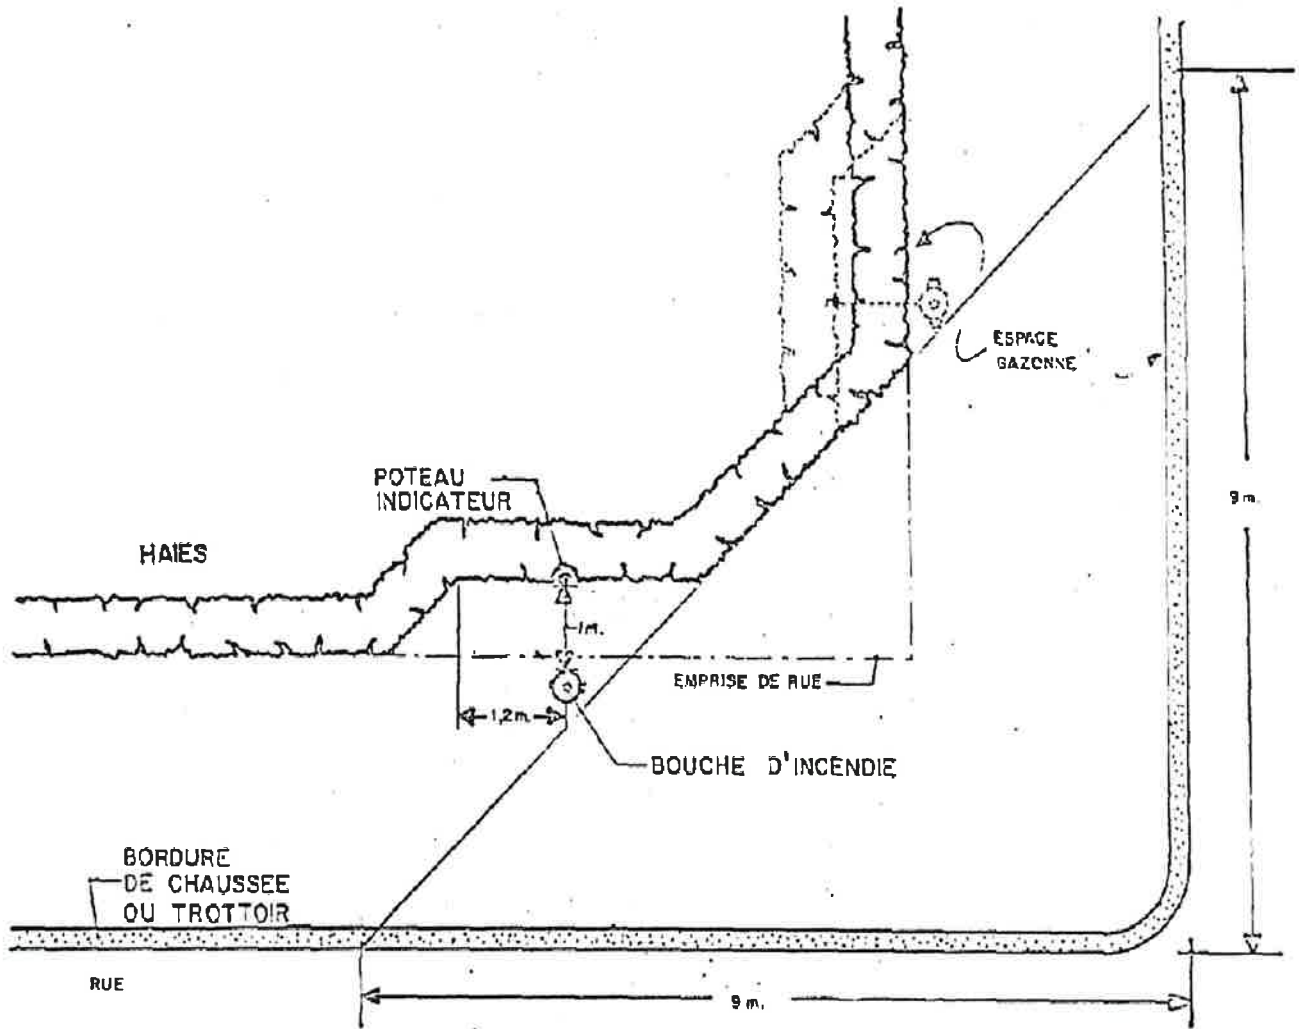 ESPACE
GAZONNE
9 m.
POTEAU
INDICATEUR
HAIES
1m.
EMPRISE DE RUE
1,2m.
BOUCHE D'INCENDIE
BORDURE
DE CHAUSSEE
OU TROTTOIR
RUE
9 m.